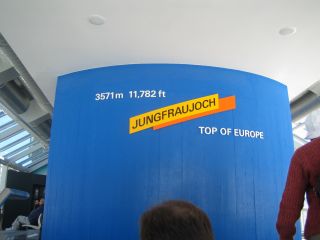 3571m 11,782 ft
JUNGFRAUJOCH
TOP OF EUROPE